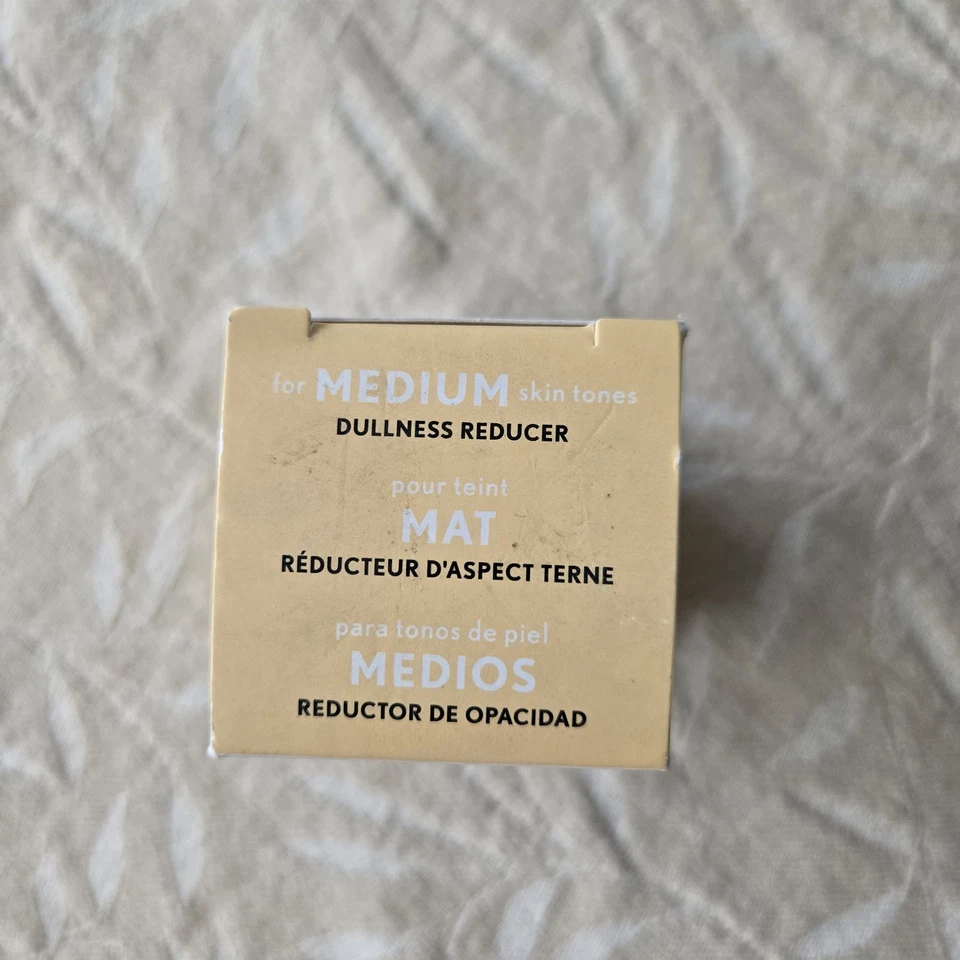 for MEDIUM skin tones
DULLNESS REDUCER
pour teint
MAT
RÉDUCTEUR D'ASPECT TERNE
para tonos de piel
MEDIOS
REDUCTOR DE OPACIDAD